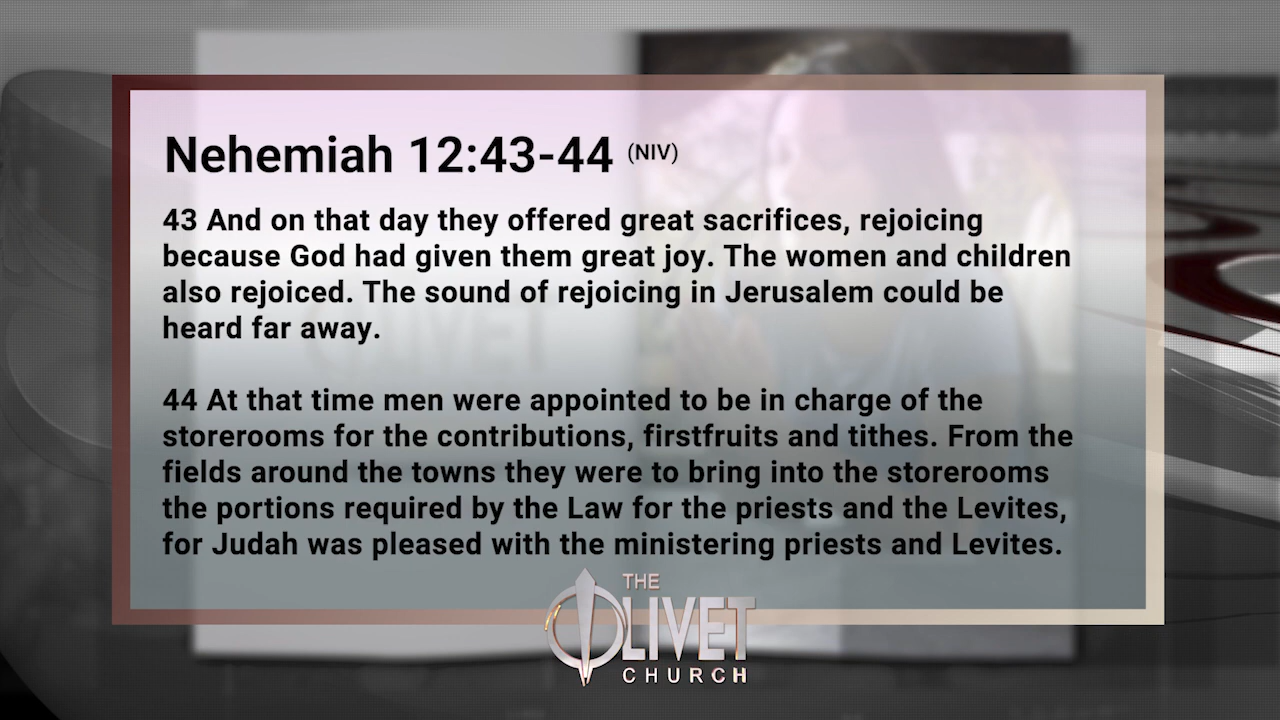 Nehemiah 12:43-44 (NIV)
43 And on that day they offered great sacrifices, rejoicing
because God had given them great joy. The women and children
also rejoiced. The sound of rejoicing in Jerusalem could be
heard far away.
44 At that time men were appointed to be in charge of the
storerooms for the contributions, firstfruits and tithes. From the
fields around the towns they were to bring into the storerooms
the portions required by the Law for the priests and the Levites,
for Judah was pleased with the ministering priests and Levites.
THE
OLIVET
CHURCH